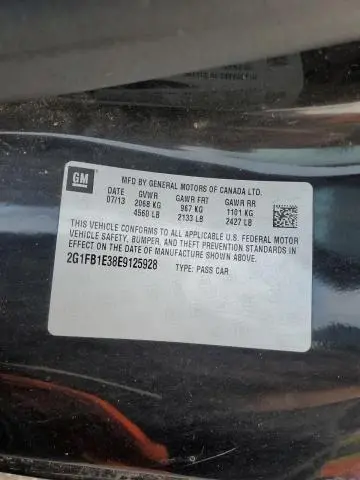 GM
MFD BY GENERAL MOTORS OF CANADA LTD.
DATE GVWR GAWR FRT GAWR RR
07/13 2068 KG 967 KG 1101 KG
4560 LB 2133 LB 2427 LB
THIS VEHICLE CONFORMS TO ALL APPLICABLE U.S. FEDERAL MOTOR
VEHICLE SAFETY, BUMPER, AND THEFT PREVENTION STANDARDS IN
EFFECT ON THE DATE OF MANUFACTURE SHOWN ABOVE.
2G1FB1E38E9125928 TYPE: PASS CAR